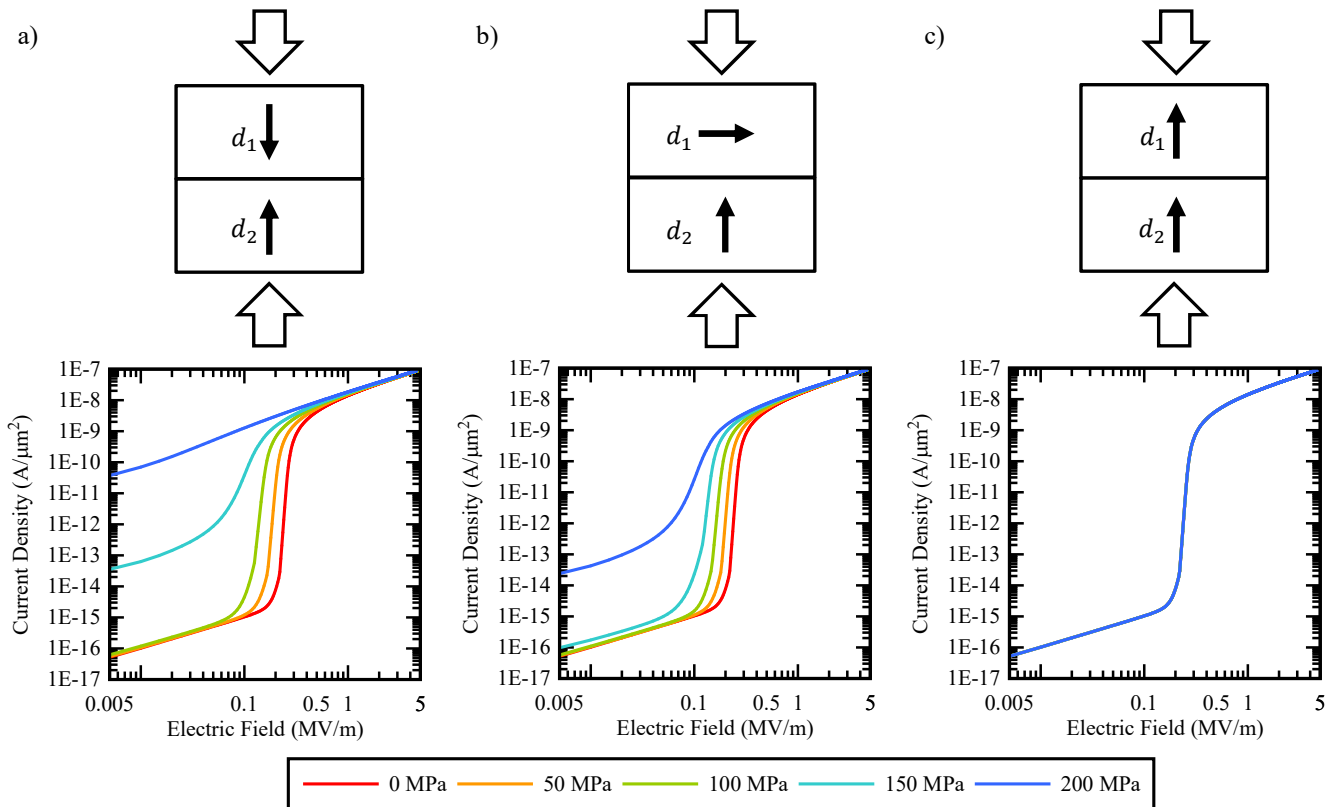 a)
d₁
d₂
b)
d₁
d₂
c)
d₁
d₂
Current Density (A/μm²)
1E-7
1E-8
1E-9
1E-10
1E-11
1E-12
1E-13
1E-14
1E-15
1E-16
1E-17
0.005 0.1 0.5 1 5
Electric Field (MV/m)
Current Density (A/μm²)
1E-7
1E-8
1E-9
1E-10
1E-11
1E-12
1E-13
1E-14
1E-15
1E-16
1E-17
0.005 0.1 0.5 1 5
Electric Field (MV/m)
Current Density (A/μm²)
1E-7
1E-8
1E-9
1E-10
1E-11
1E-12
1E-13
1E-14
1E-15
1E-16
1E-17
0.005 0.1 0.5 1 5
Electric Field (MV/m)
0 MPa 50 MPa 100 MPa 150 MPa 200 MPa